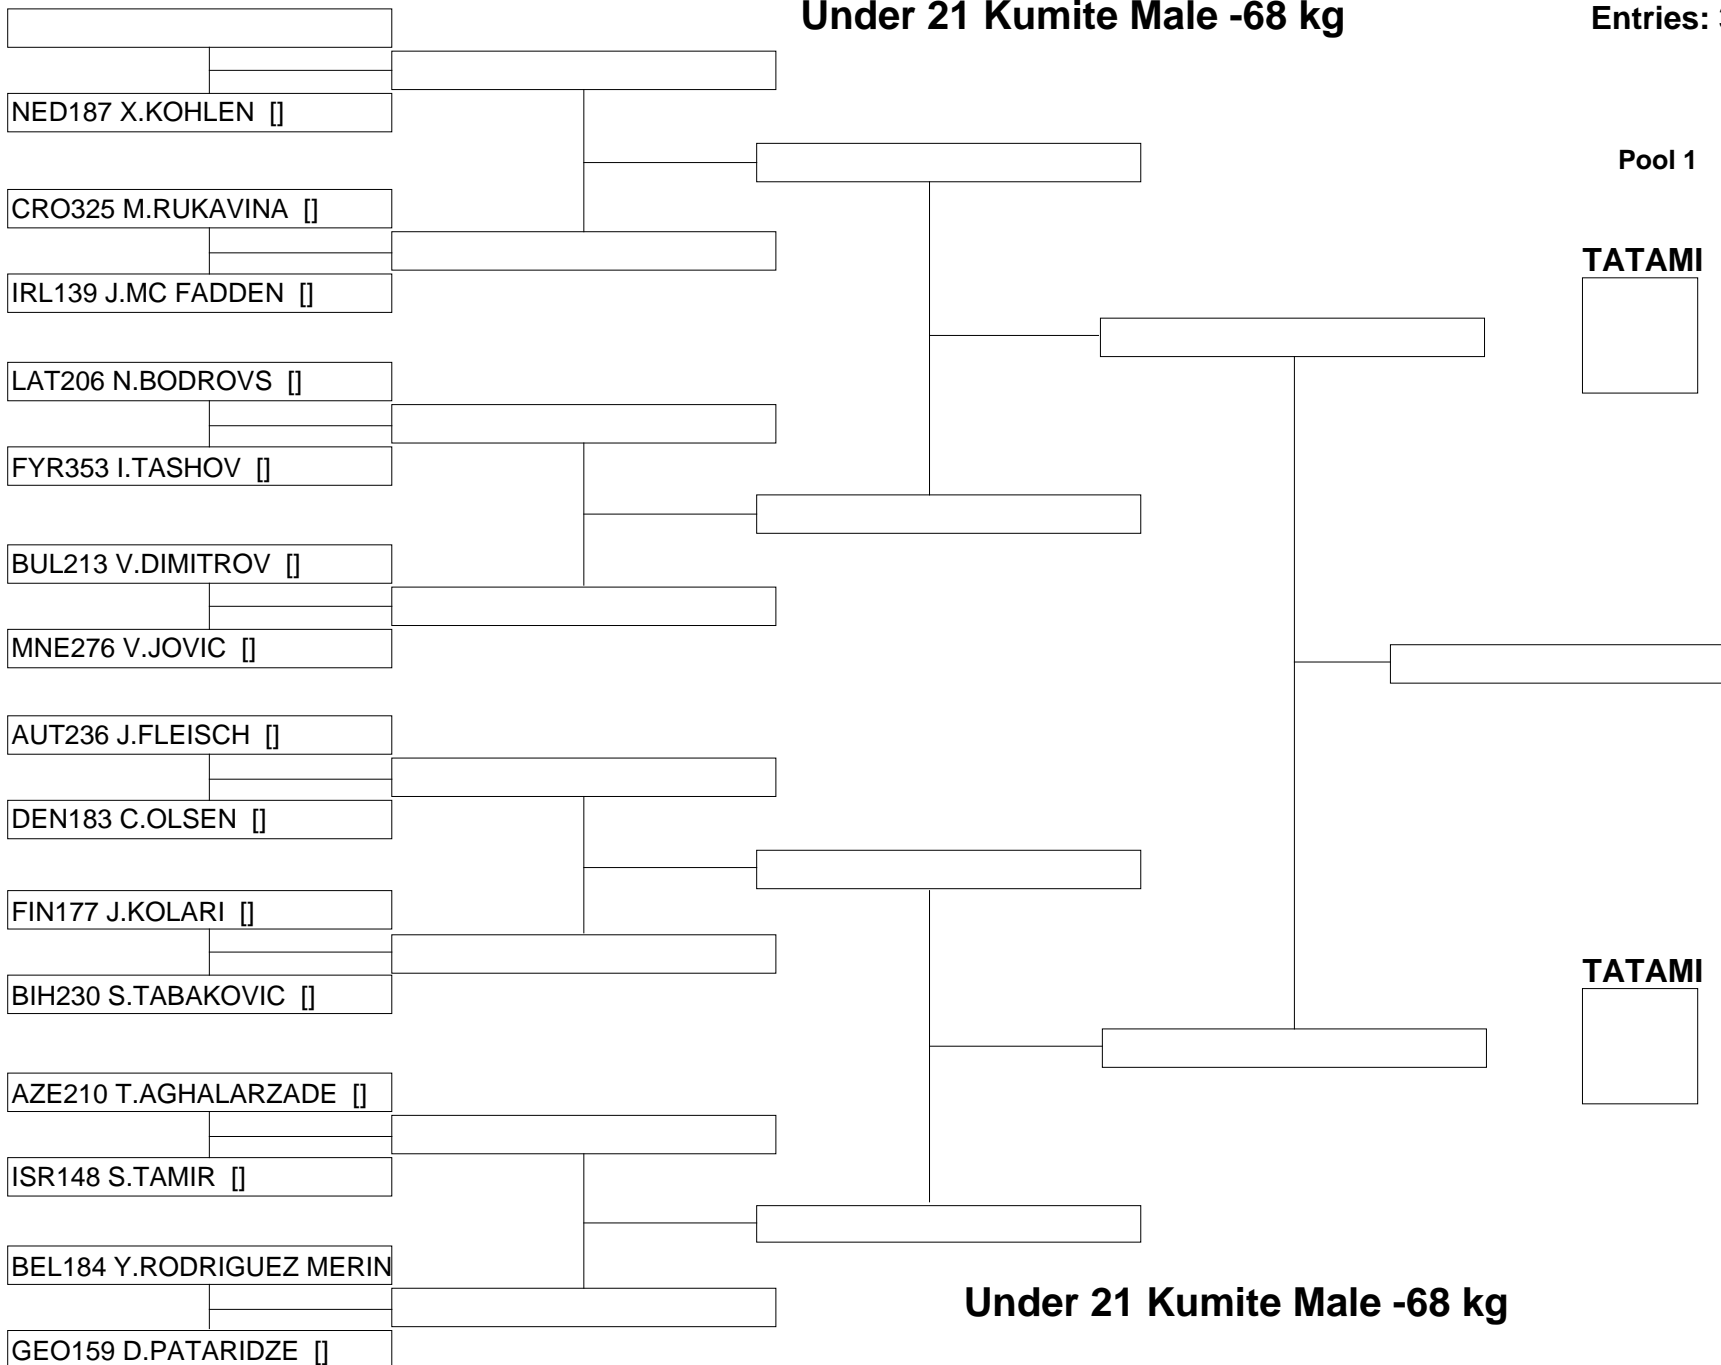 Under 21 Kumite Male -68 kg
Entries:
NED187 X.KOHLEN []
Pool 1
CRO325 M.RUKAVINA []
TATAMI
IRL139 J.MC FADDEN []
LAT206 N.BODROVS []
FYR353 I.TASHOV []
BUL213 V.DIMITROV []
MNE276 V.JOVIC []
AUT236 J.FLEISCH []
DEN183 C.OLSEN []
FIN177 J.KOLARI []
TATAMI
BIH230 S.TABAKOVIC []
AZE210 T.AGHALARZADE []
ISR148 S.TAMIR []
BEL184 Y.RODRIGUEZ MERIN
Under 21 Kumite Male -68 kg
GEO159 D.PATARIDZE []